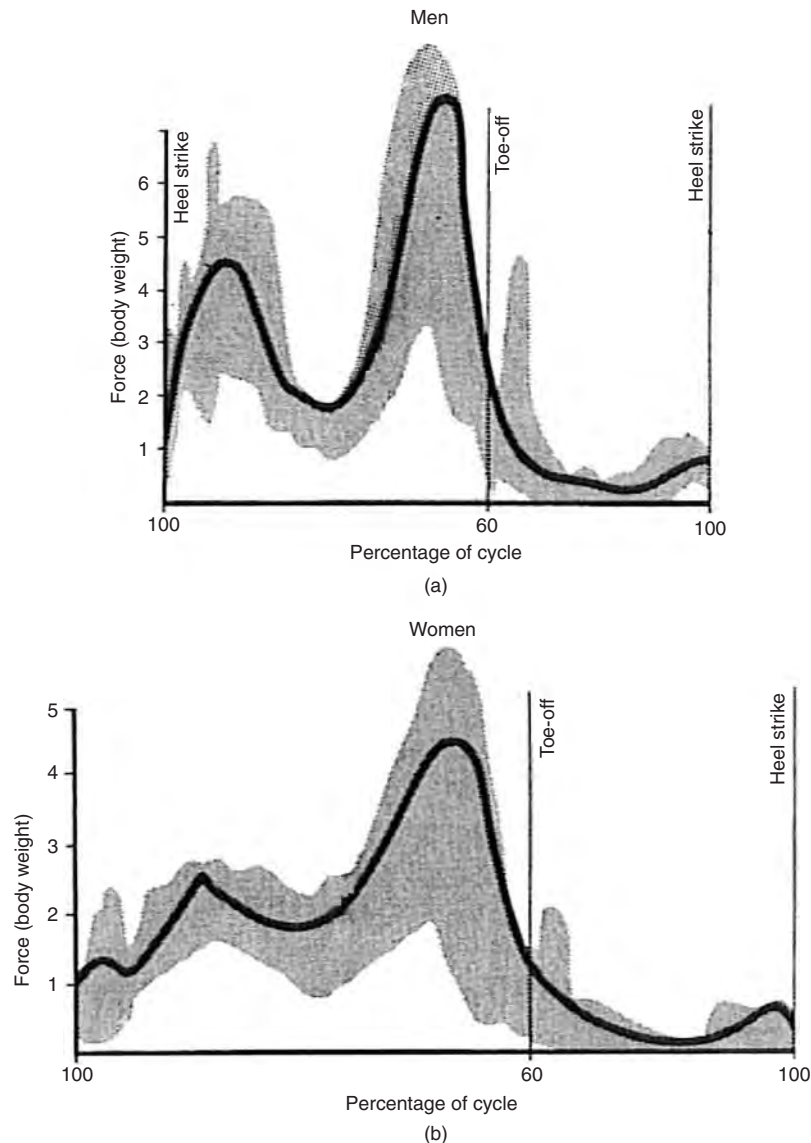 Men
Heel strike
Toe-off
Heel strike
Force (body weight)
6
5
4
3
2
1
100
60
100
Percentage of cycle
(a)
Women
Toe-off
Heel strike
Force (body weight)
5
4
3
2
1
100
60
100
Percentage of cycle
(b)